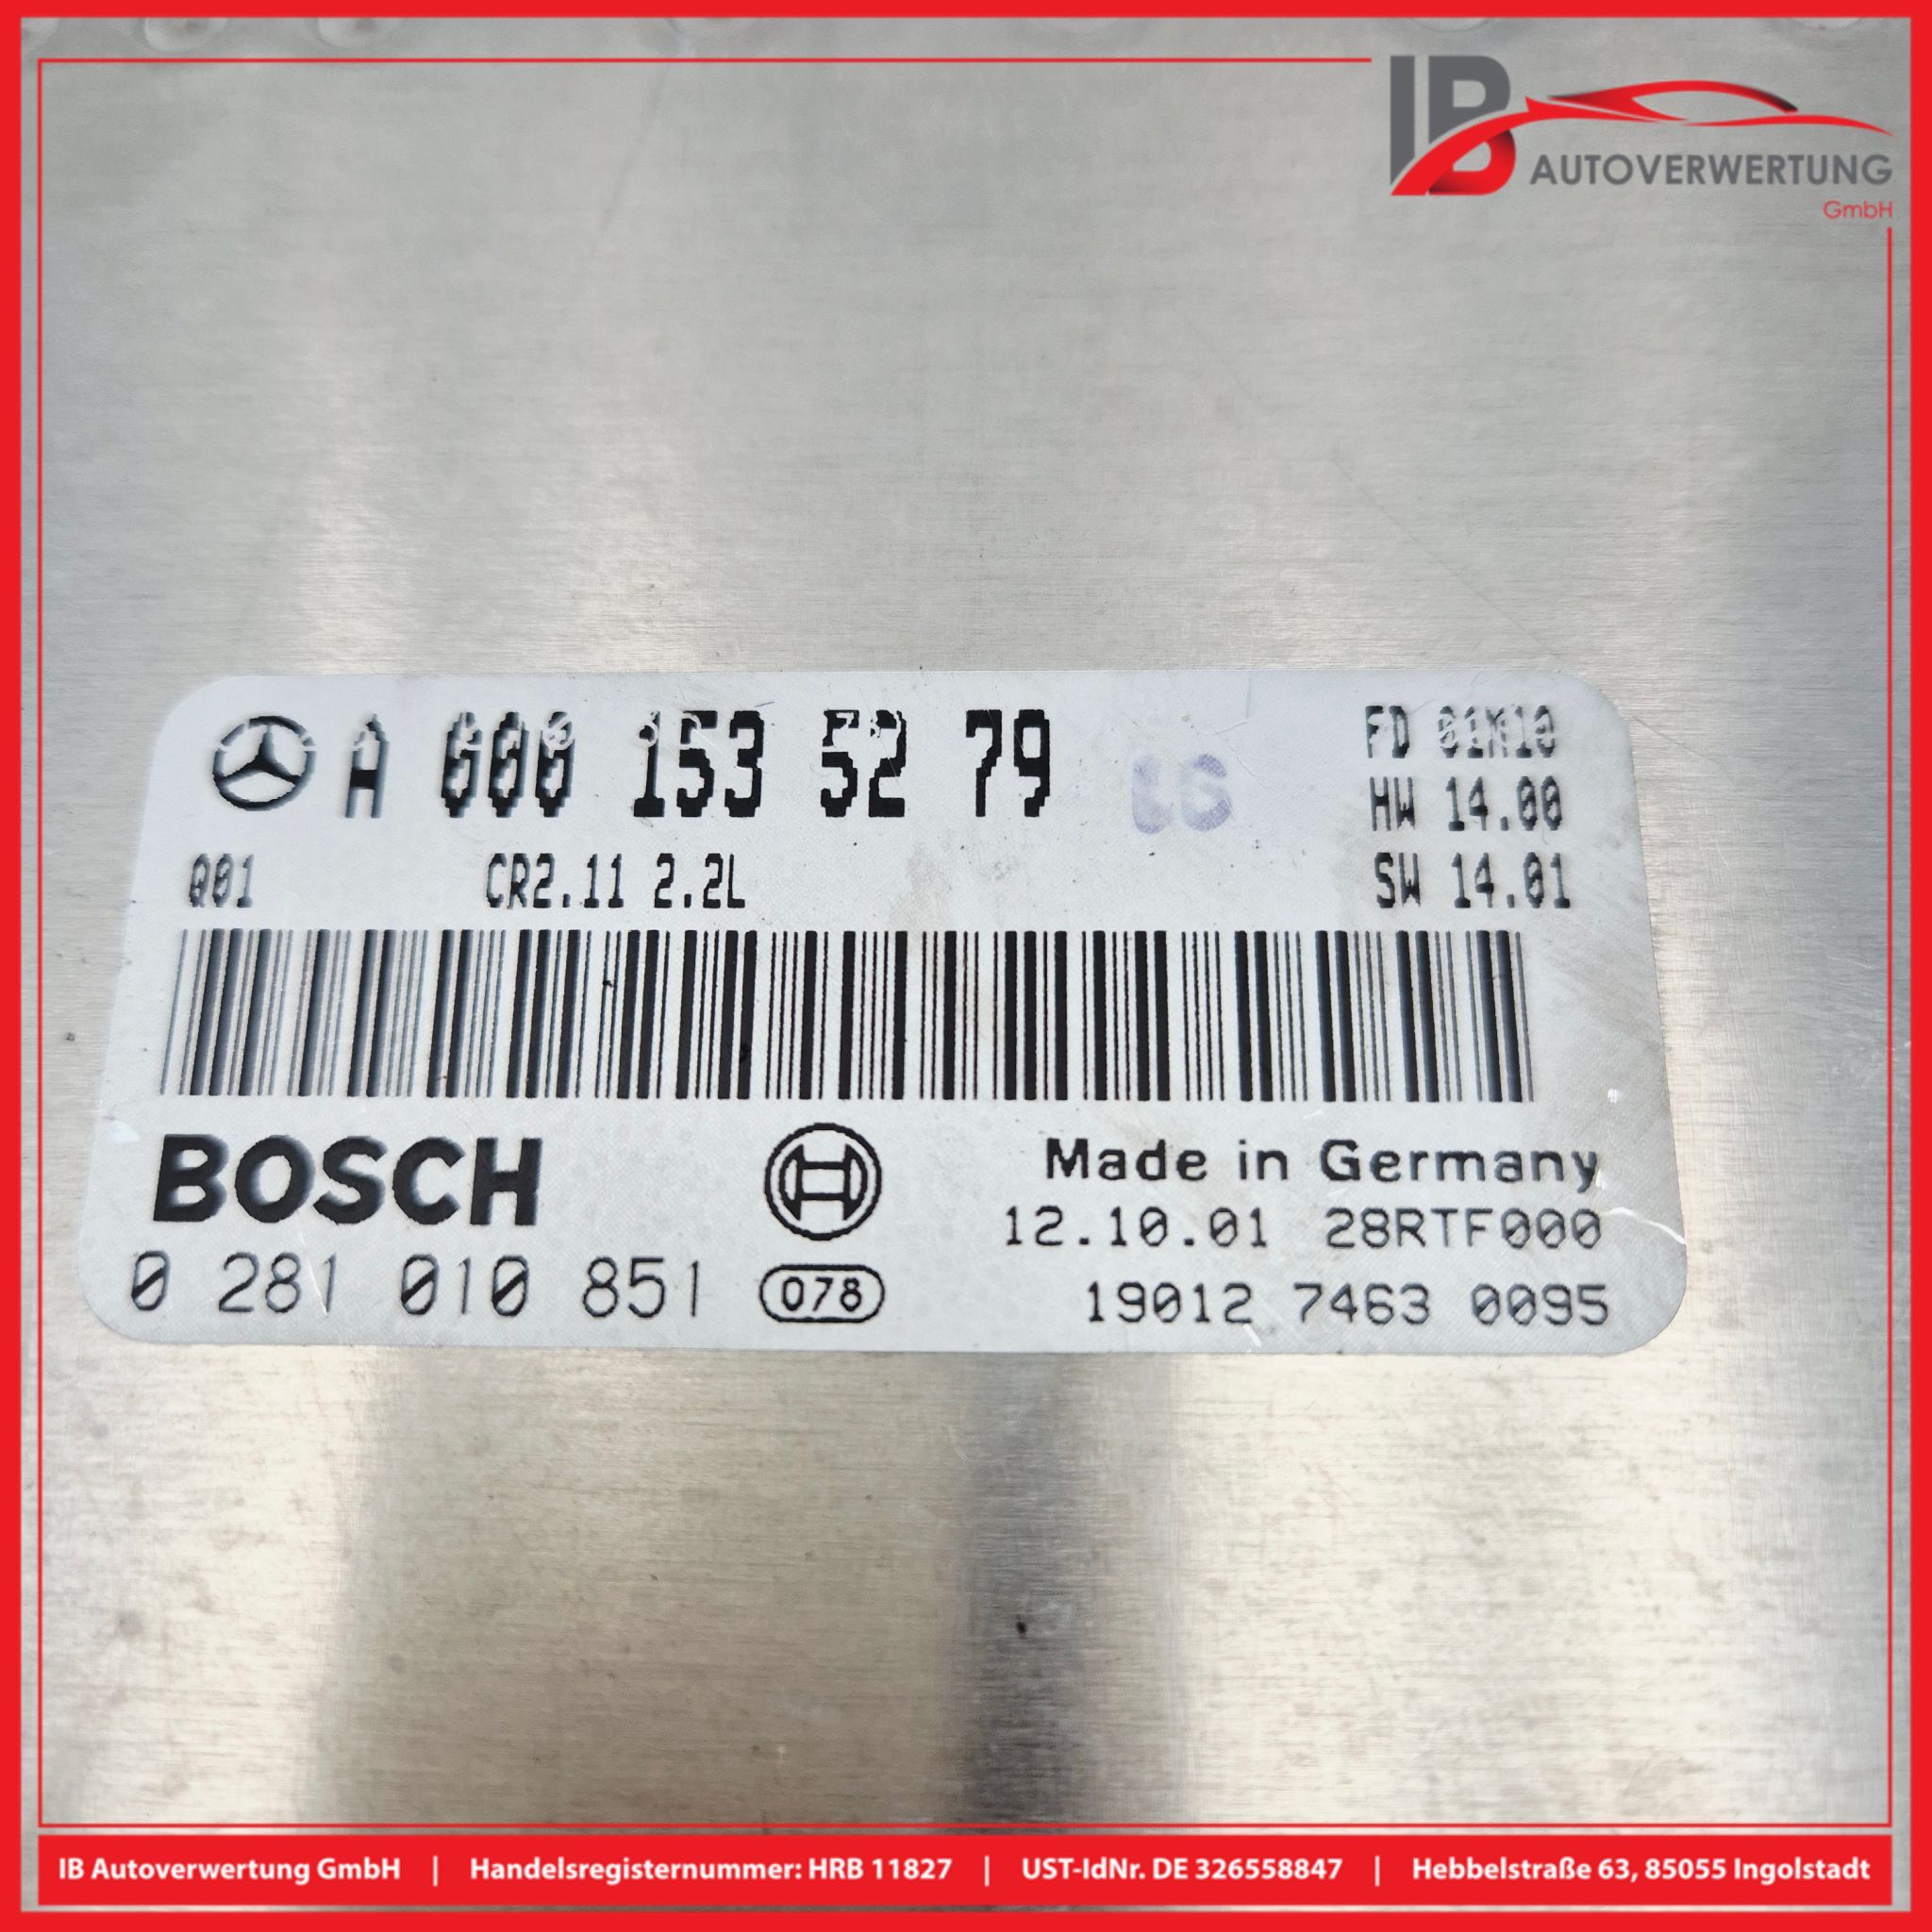 IB AUTOVERWERTUNG
GmbH
A 000 153 52 79
FD 01M10
HW 14.00
Q01 CR2.11 2.2L SW 14.01
BOSCH
Made in Germany
12.10.01 28RTF000
0 281 010 851 078 19012 7463 0095
IB Autoverwertung GmbH | Handelsregisternummer: HRB 11827 | UST-IdNr. DE 326558847 | Hebbelstraße 63, 85055 Ingolstadt